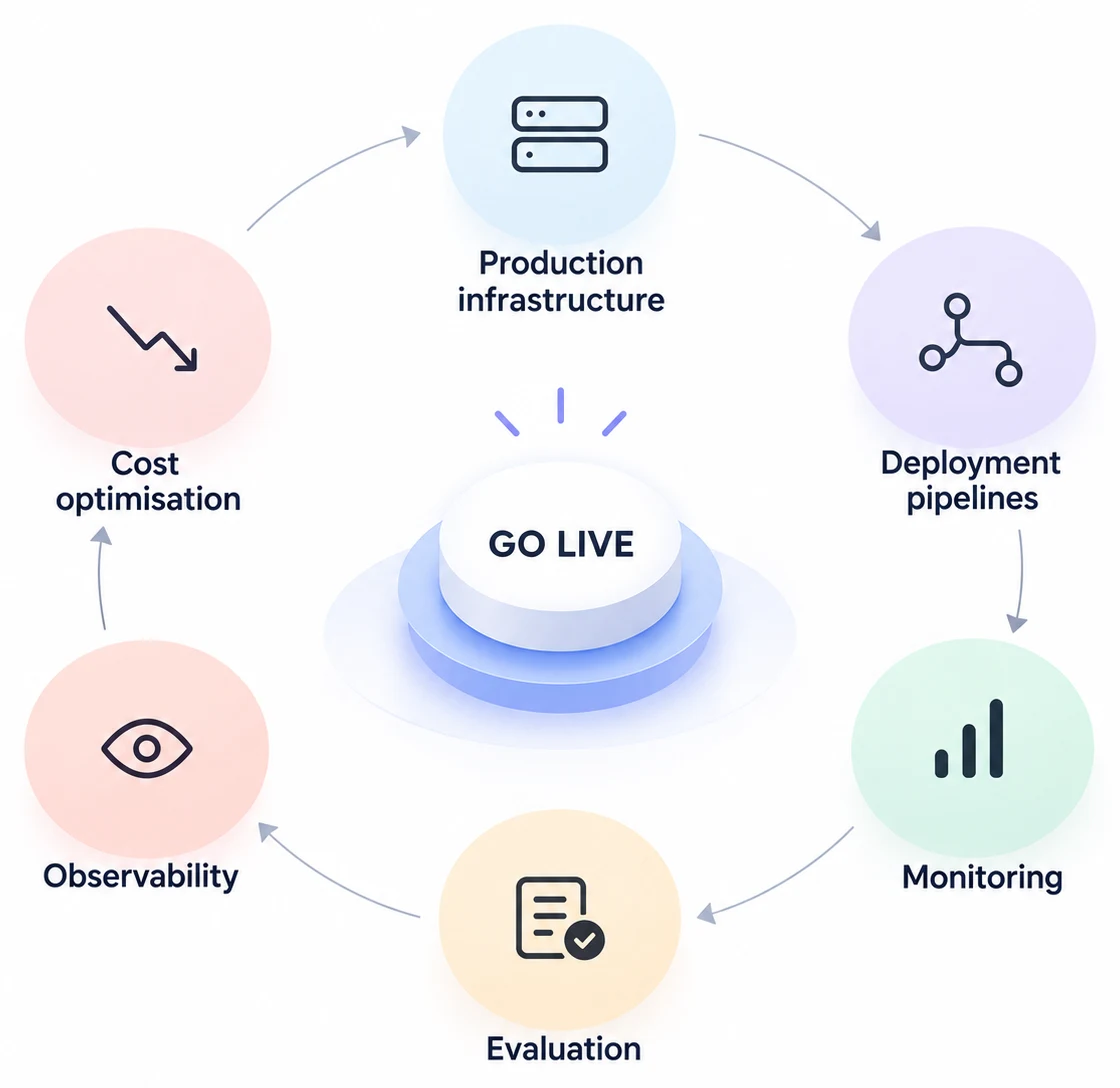 Production
infrastructure
Deployment
pipelines
Monitoring
Evaluation
Observability
Cost
optimisation
GO LIVE